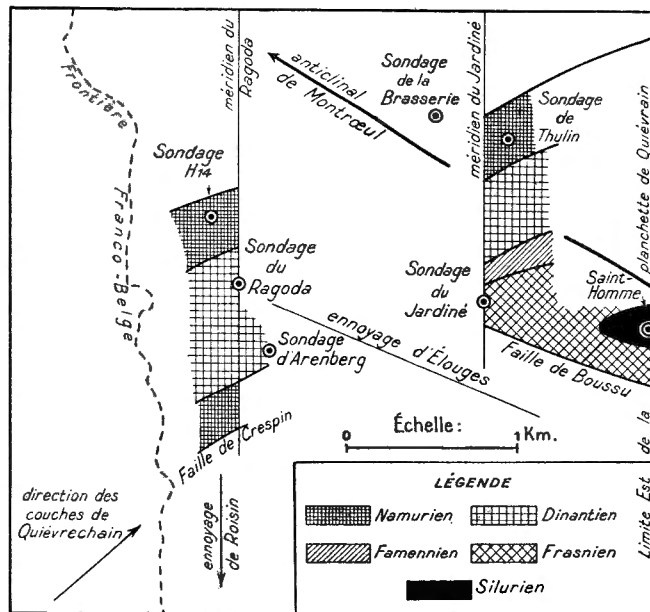 Frontière
Franco-Belge
méridien du
Ragoda
anticlinal
de Montrœul
Sondage
de la
Brasserie
méridien du Jardiné
Sondage
de
Thulin
planchette de Quiévrain
Limite Est de la
Sondage
H14
Sondage
du
Ragoda
Sondage
d'Arenberg
ennoyage d'Élouges
Sondage
du
Jardiné
Saint-
Homme
Faille de Boussu
Faille de Crespin
ennoyage
de Roisin
direction des
couches de
Quièvrechain
Échelle:
0 1 Km.
LÉGENDE
Namurien Dinantien
Famennien Frasnien
Silurien